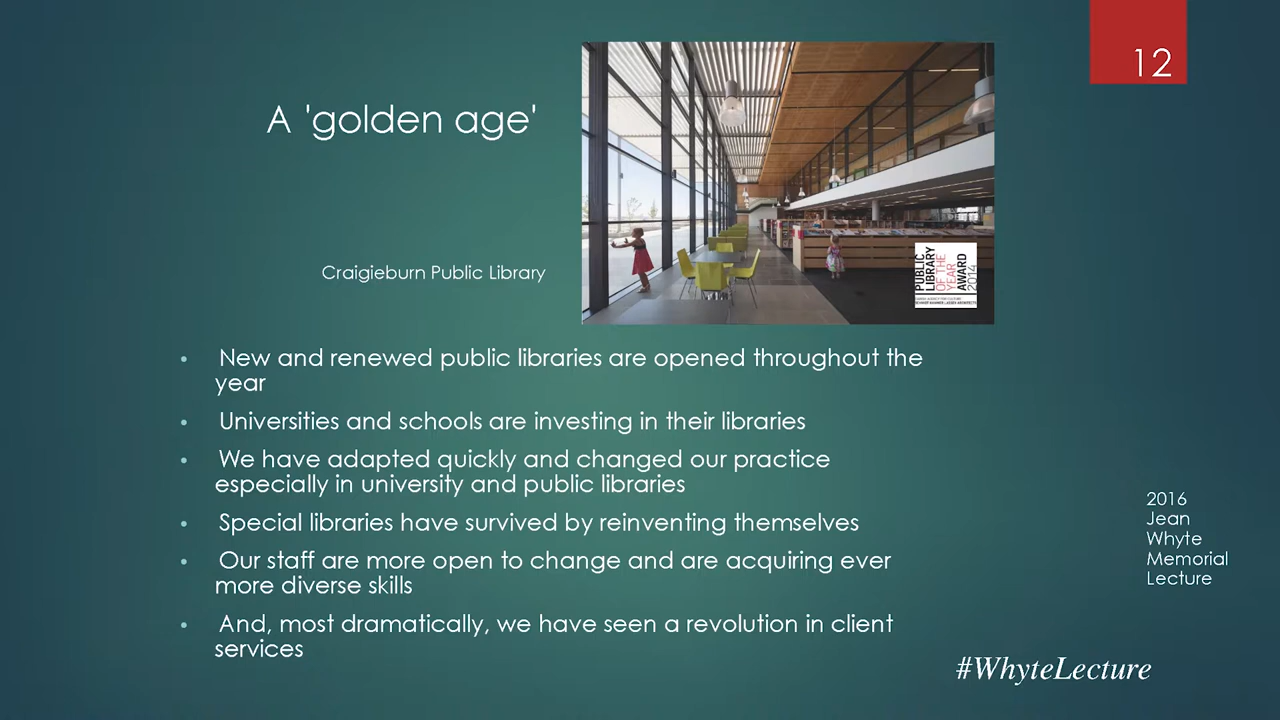 12
A 'golden age'
PUBLIC
LIBRARY
OF THE
YEAR
AWARD
2014
Craigieburn Public Library
New and renewed public libraries are opened throughout the
year
Universities and schools are investing in their libraries
We have adapted quickly and changed our practice
especially in university and public libraries
Special libraries have survived by reinventing themselves
Our staff are more open to change and are acquiring ever
more diverse skills
And, most dramatically, we have seen a revolution in client
services
2016
Jean
Whyte
Memorial
Lecture
#WhyteLecture